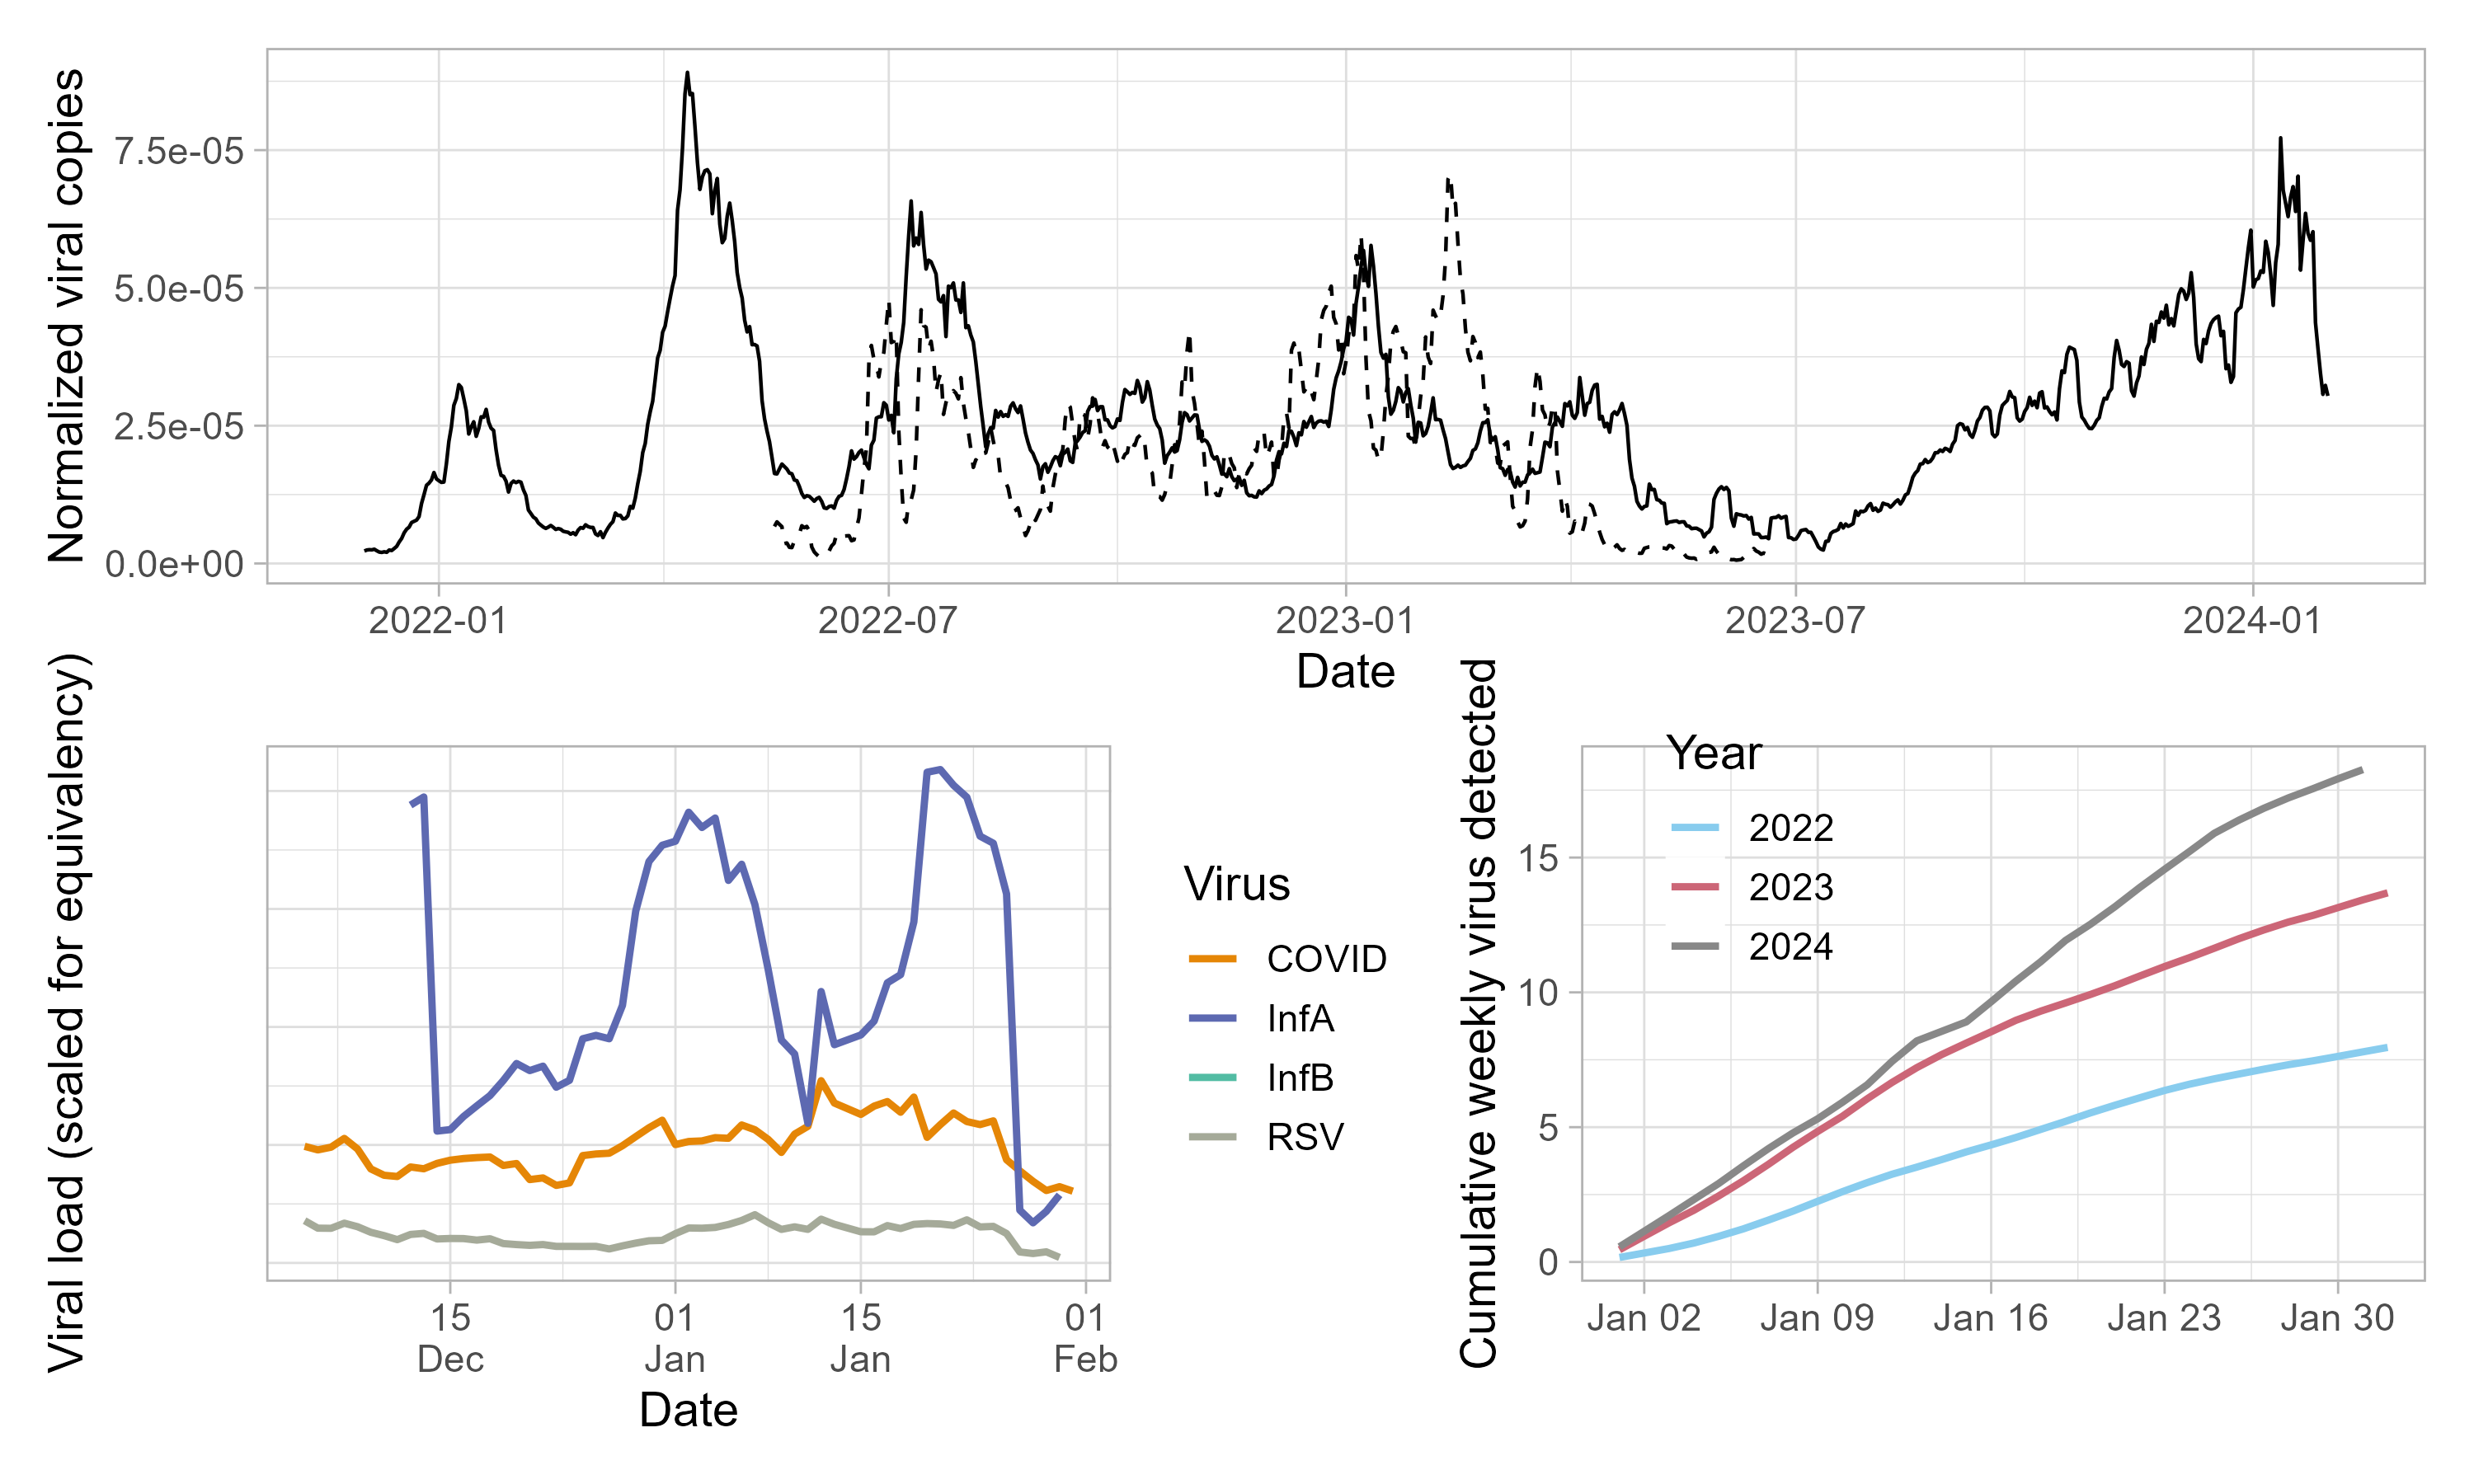 Normalized viral copies
7.5e-05
5.0e-05
2.5e-05
0.0e+00
2022-01
2022-07
2023-01
2023-07
2024-01
Date
Viral load (scaled for equivalency)
15
Dec
01
Jan
15
Jan
01
Feb
Date
Virus
COVID
InfA
InfB
RSV
Cumulative weekly virus detected
Year
2022
2023
2024
15
10
5
0
Jan 02
Jan 09
Jan 16
Jan 23
Jan 30